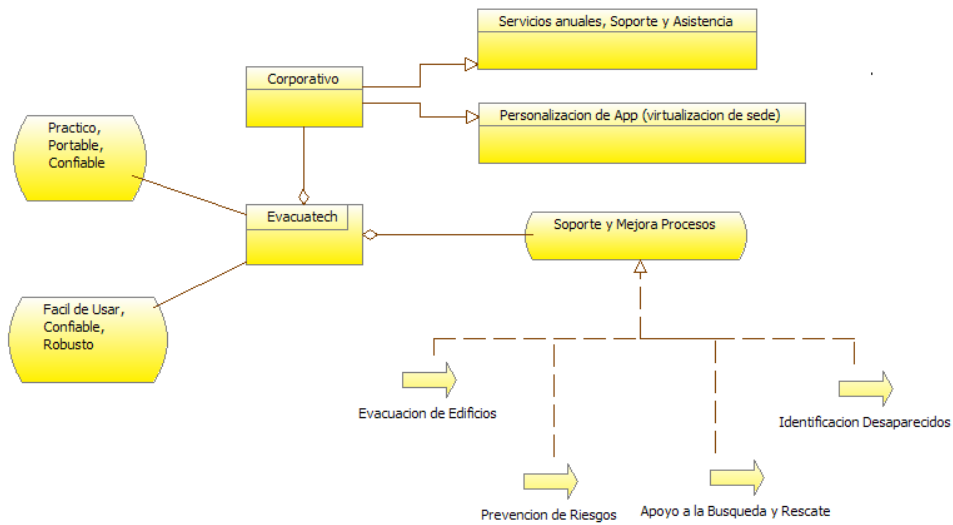 Servicios anuales, Soporte y Asistencia
Corporativo
Personalizacion de App (virtualizacion de sede)
Practico,
Portable,
Confiable
Evacuatech
Soporte y Mejora Procesos
Facil de Usar,
Confiable,
Robusto
Evacuacion de Edificios
Identificacion Desaparecidos
Prevencion de Riesgos
Apoyo a la Busqueda y Rescate